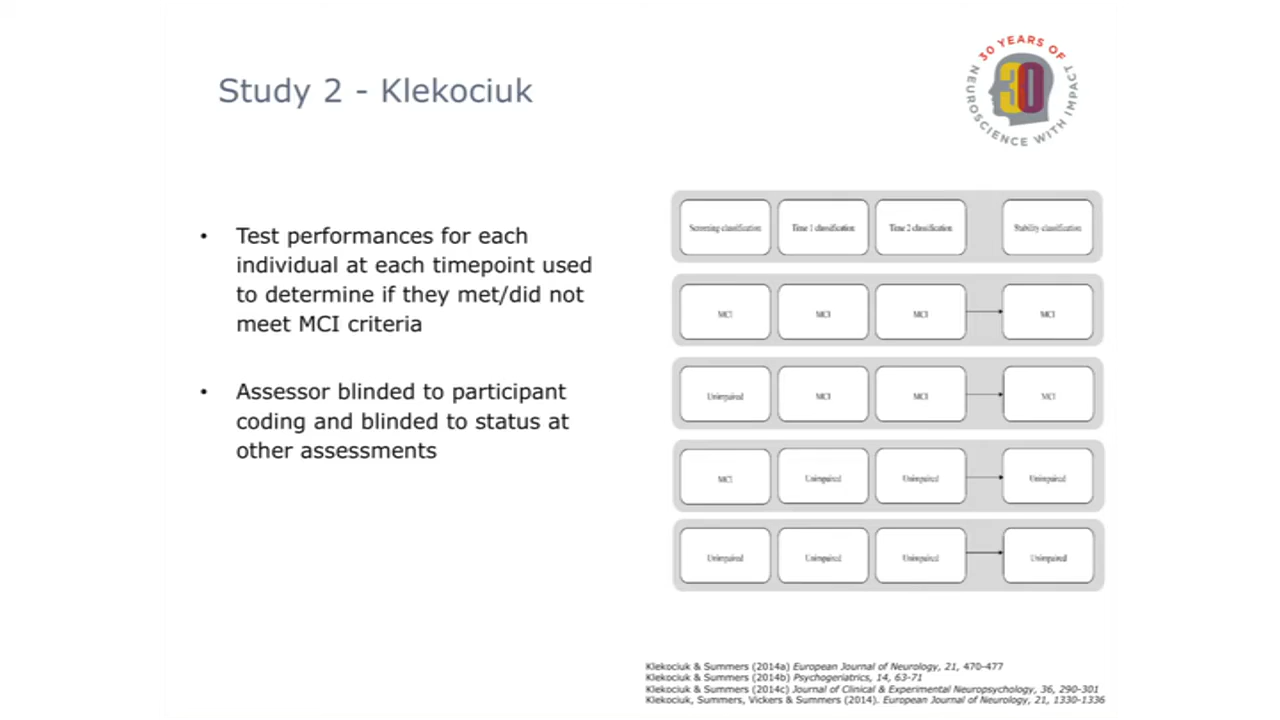 Study 2 - Klekociuk
30 YEARS OF
NEUROSCIENCE WITH IMPACT
30
• Test performances for each
individual at each timepoint used
to determine if they met/did not
meet MCI criteria
• Assessor blinded to participant
coding and blinded to status at
other assessments
Screening classification Time 1 classification Time 2 classification Stability classification
MCI MCI MCI MCI
Unimpaired MCI MCI MCI
MCI Unimpaired Unimpaired Unimpaired
Unimpaired Unimpaired Unimpaired Unimpaired
Klekociuk & Summers (2014a) European Journal of Neurology, 21, 470-477
Klekociuk & Summers (2014b) Psychogeriatrics, 14, 63-71
Klekociuk & Summers (2014c) Journal of Clinical & Experimental Neuropsychology, 36, 290-301
Klekociuk, Summers, Vickers & Summers (2014). European Journal of Neurology, 21, 1330-1336